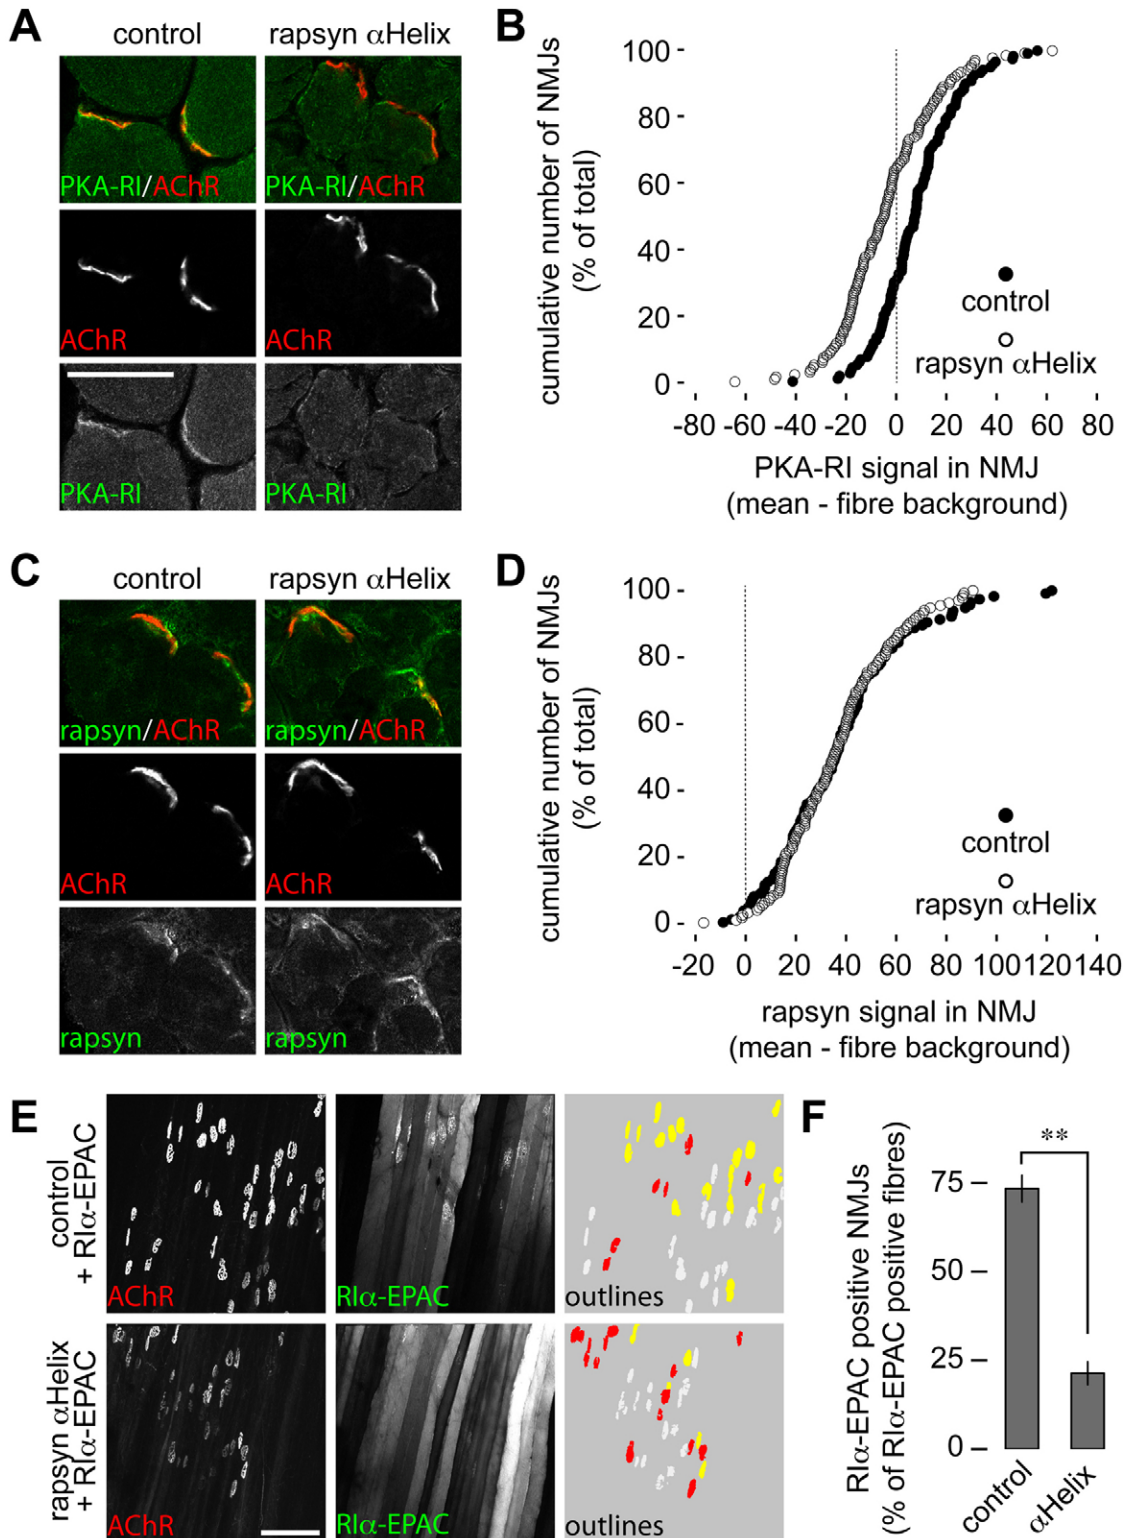 A
control
rapsyn αHelix
PKA-RI/AChR
PKA-RI/AChR
AChR
AChR
PKA-RI
PKA-RI
B
cumulative number of NMJs
(% of total)
100
80
60
40
20
0
-80 -60 -40 -20 0 20 40 60 80
PKA-RI signal in NMJ
(mean - fibre background)
control
rapsyn αHelix
C
control
rapsyn αHelix
rapsyn/AChR
rapsyn/AChR
AChR
AChR
rapsyn
rapsyn
D
cumulative number of NMJs
(% of total)
100
80
60
40
20
0
-20 0 20 40 60 80 100 120 140
rapsyn signal in NMJ
(mean - fibre background)
control
rapsyn αHelix
E
control
+ RIα-EPAC
AChR
RIα-EPAC
outlines
rapsyn αHelix
+ RIα-EPAC
AChR
RIα-EPAC
outlines
F
RIα-EPAC positive NMJs
(% of RIα-EPAC positive fibres)
75
50
25
0
**
control
αHelix